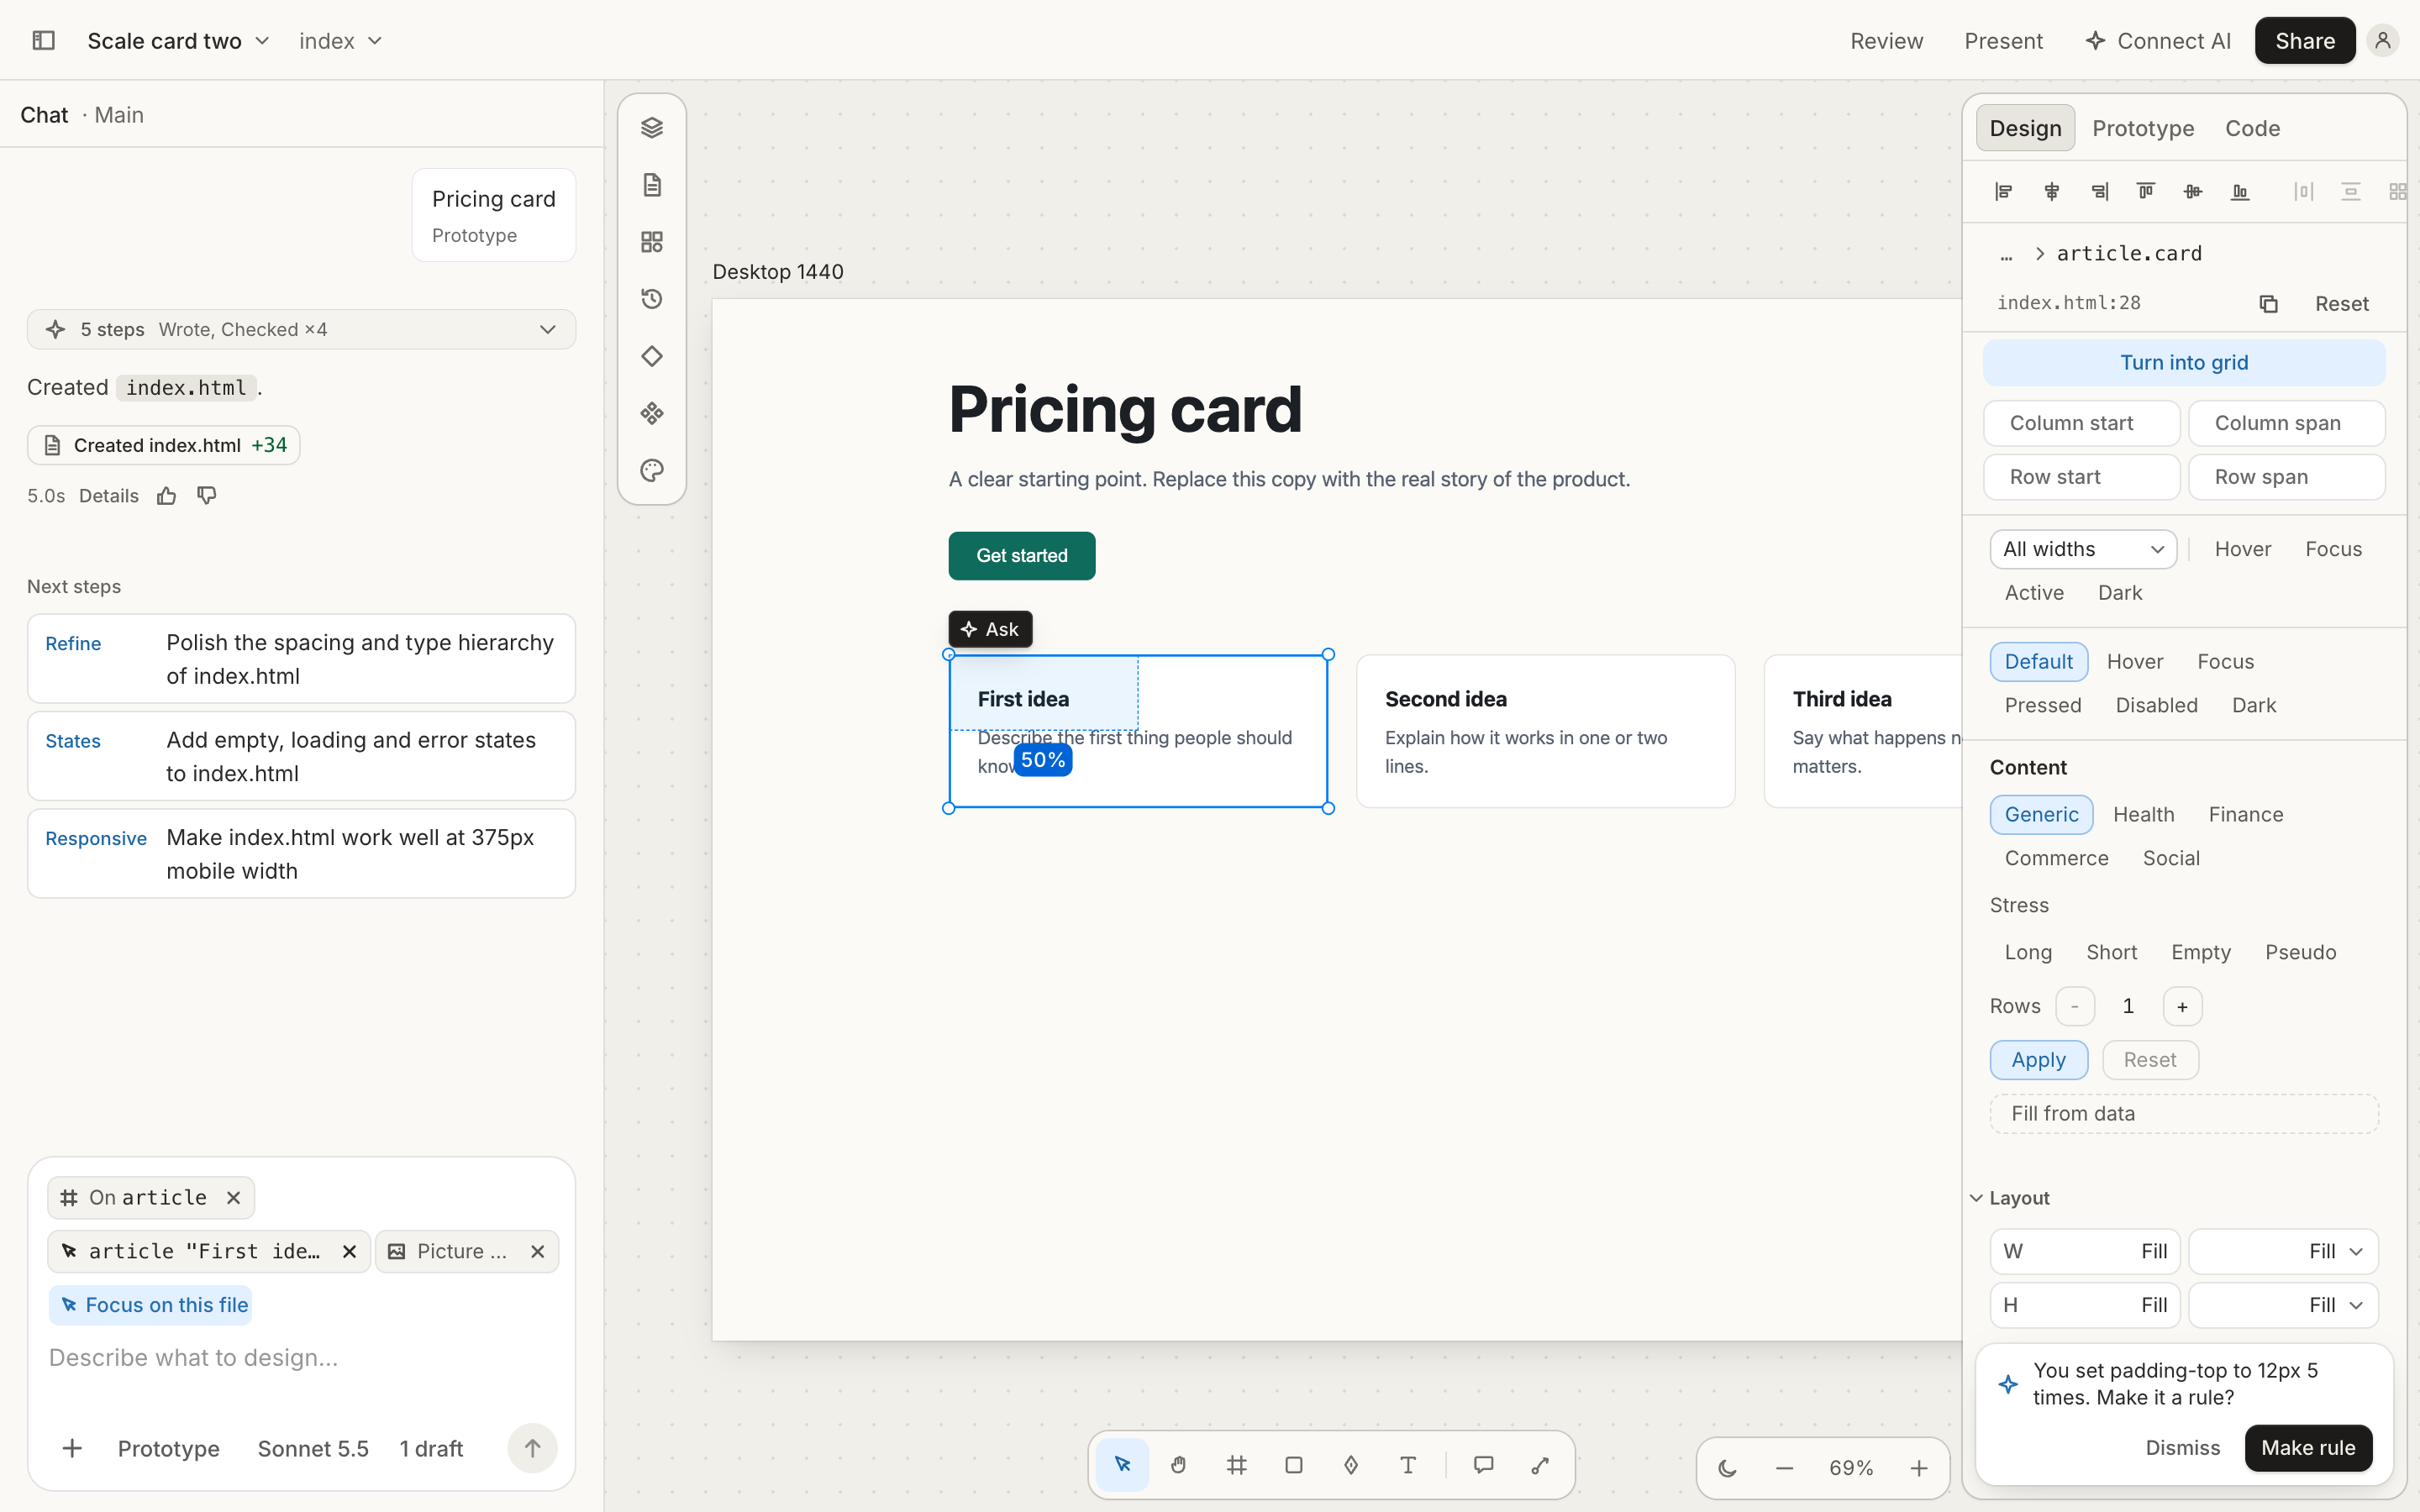 Scale card two
index
Review
Present
Connect AI
Share
Chat · Main
Pricing card
Prototype
5 steps Wrote, Checked ×4
Created index.html.
Created index.html +34
5.0s Details
Next steps
Refine
Polish the spacing and type hierarchy
of index.html
States
Add empty, loading and error states
to index.html
Responsive
Make index.html work well at 375px
mobile width
On article
article "First ide…
Picture ...
Focus on this file
Describe what to design...
Prototype
Sonnet 5.5
1 draft
Desktop 1440
Pricing card
A clear starting point. Replace this copy with the real story of the product.
Get started
Ask
First idea
Describe the first thing people should
know
50%
Second idea
Explain how it works in one or two
lines.
Third idea
Say what happens
matters.
69%
Design
Prototype
Code
… > article.card
index.html:28
Reset
Turn into grid
Column start
Column span
Row start
Row span
All widths
Hover
Focus
Active
Dark
Default
Hover
Focus
Pressed
Disabled
Dark
Content
Generic
Health
Finance
Commerce
Social
Stress
Long
Short
Empty
Pseudo
Rows - 1 +
Apply
Reset
Fill from data
Layout
W Fill
Fill
H Fill
Fill
You set padding-top to 12px 5
times. Make it a rule?
Dismiss
Make rule